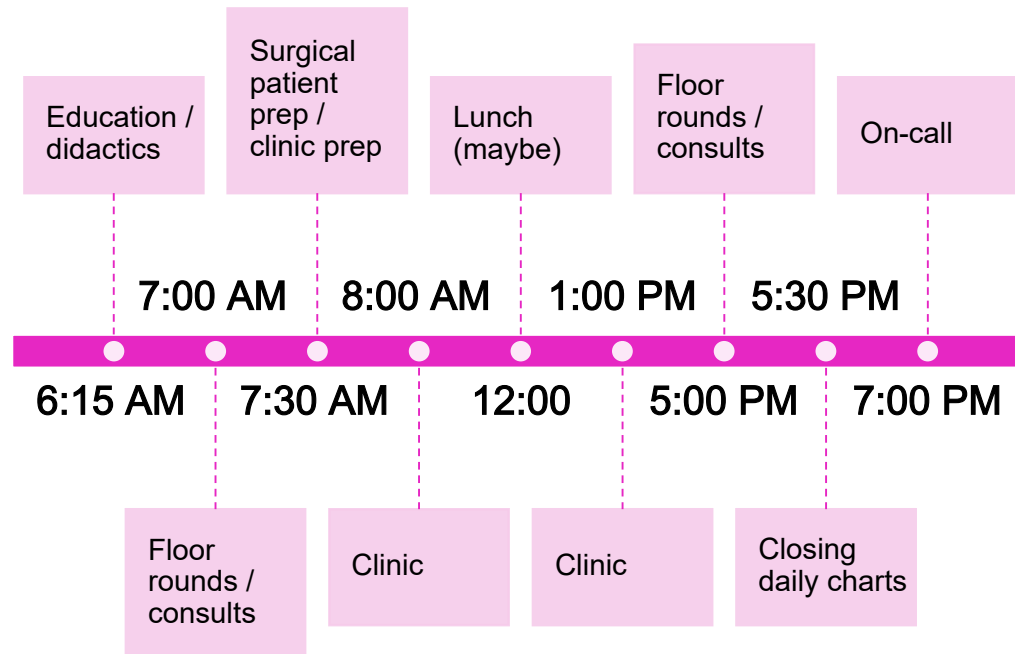 Education /
didactics
Surgical
patient
prep /
clinic prep
Lunch
(maybe)
Floor
rounds /
consults
On-call
7:00 AM
8:00 AM
1:00 PM
5:30 PM
6:15 AM
7:30 AM
12:00
5:00 PM
7:00 PM
Floor
rounds /
consults
Clinic
Clinic
Closing
daily charts